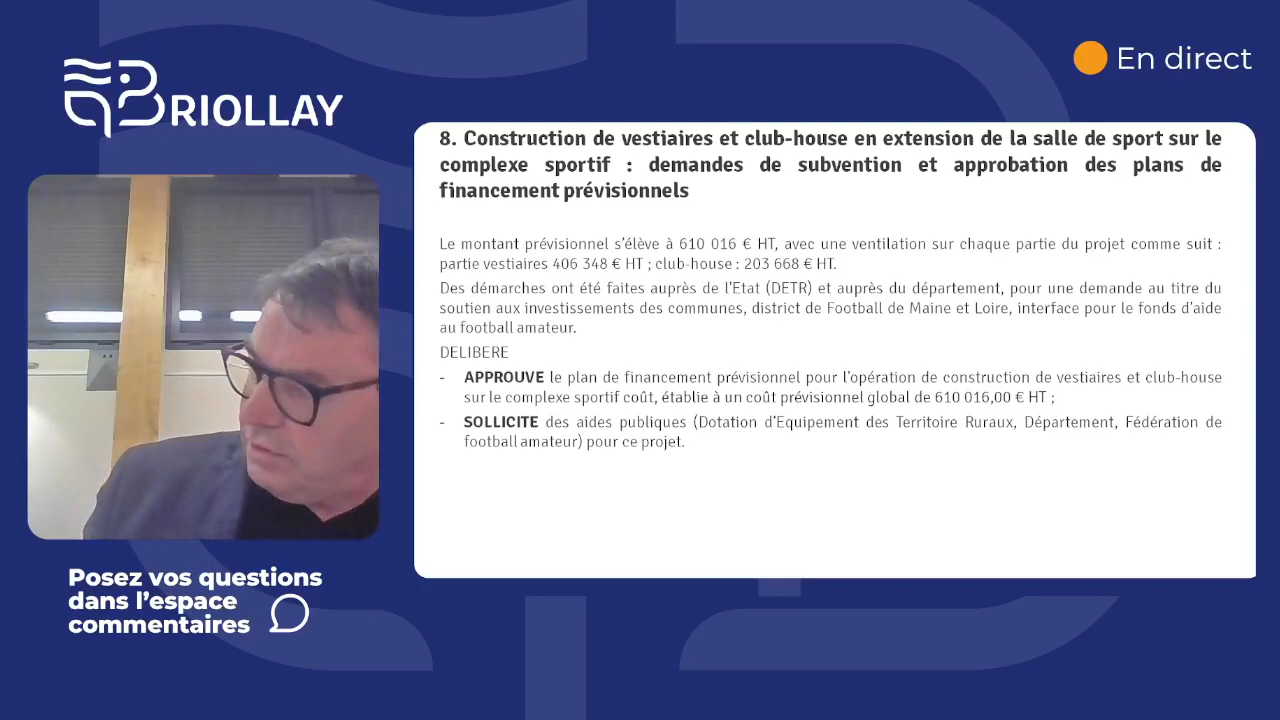 BRIOLLAY
En direct
8. Construction de vestiaires et club-house en extension de la salle de sport sur le
complexe sportif : demandes de subvention et approbation des plans de
financement prévisionnels
Le montant prévisionnel s'élève à 610 016 € HT, avec une ventilation sur chaque partie du projet comme suit :
partie vestiaires 406 348 € HT ; club-house : 203 668 € HT.
Des démarches ont été faites auprès de l'Etat (DETR) et auprès du département, pour une demande au titre du
soutien aux investissements des communes, district de Football de Maine et Loire, interface pour le fonds d'aide
au football amateur.
DELIBERE
- APPROUVE le plan de financement prévisionnel pour l'opération de construction de vestiaires et club-house
sur le complexe sportif coût, établie à un coût prévisionnel global de 610 016,00 € HT ;
- SOLLICITE des aides publiques (Dotation d'Equipement des Territoire Ruraux, Département, Fédération de
football amateur) pour ce projet.
Posez vos questions
dans l'espace
commentaires